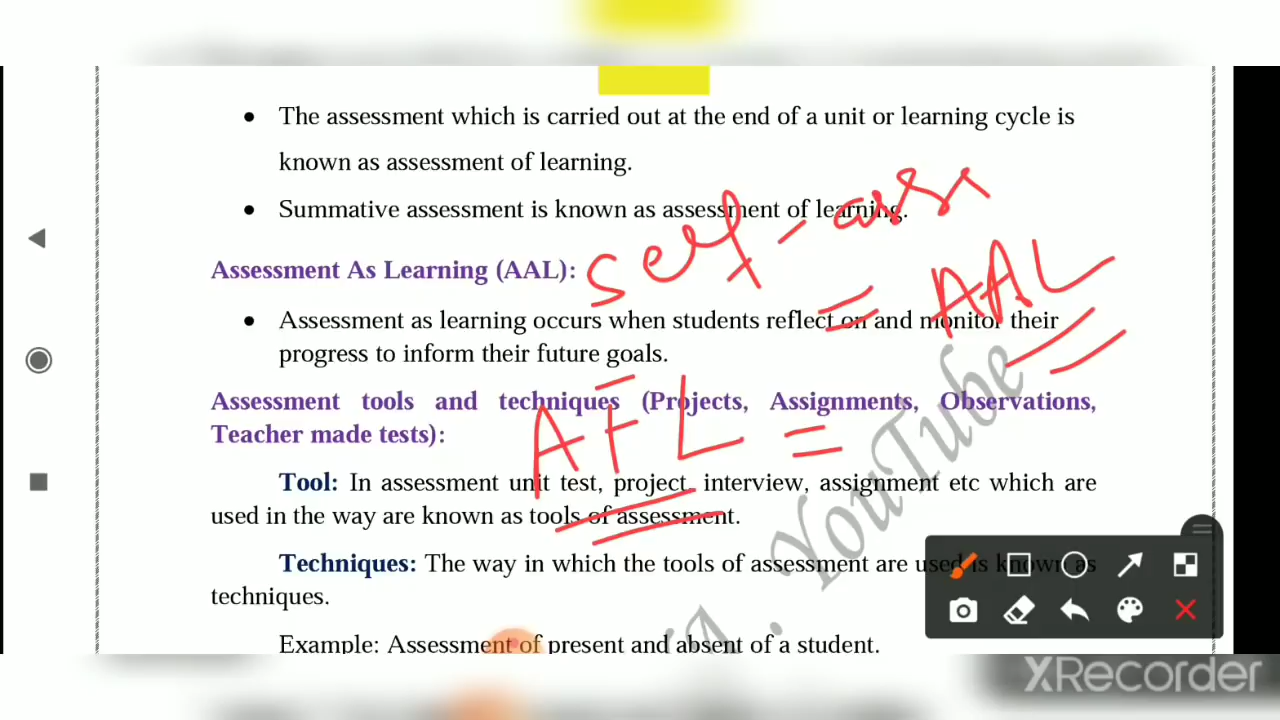 • The assessment which is carried out at the end of a unit or learning cycle is
known as assessment of learning.
• Summative assessment is known as assessment of learning.
self - ass
Assessment As Learning (AAL):
= AAL
• Assessment as learning occurs when students reflect on and monitor their
progress to inform their future goals.
Assessment tools and techniques (Projects, Assignments, Observations,
Teacher made tests):
AFL =
Tool: In assessment unit test, project, interview, assignment etc which are
used in the way are known as tools of assessment.
Techniques: The way in which the tools of assessment are used is known as
techniques.
Example: Assessment of present and absent of a student.
. YouTube
XRecorder